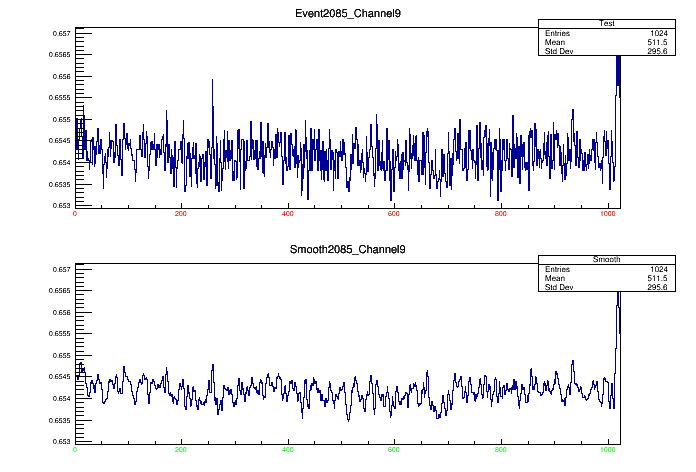 Event2085_Channel9
Test
Entries 1024
Mean 511.5
Std Dev 295.6
0.657
0.6565
0.656
0.6555
0.655
0.6545
0.654
0.6535
0.653
0 200 400 600 800 1000
Smooth2085_Channel9
Smooth
Entries 1024
Mean 511.5
Std Dev 295.6
0.657
0.6565
0.656
0.6555
0.655
0.6545
0.654
0.6535
0.653
0 200 400 600 800 1000